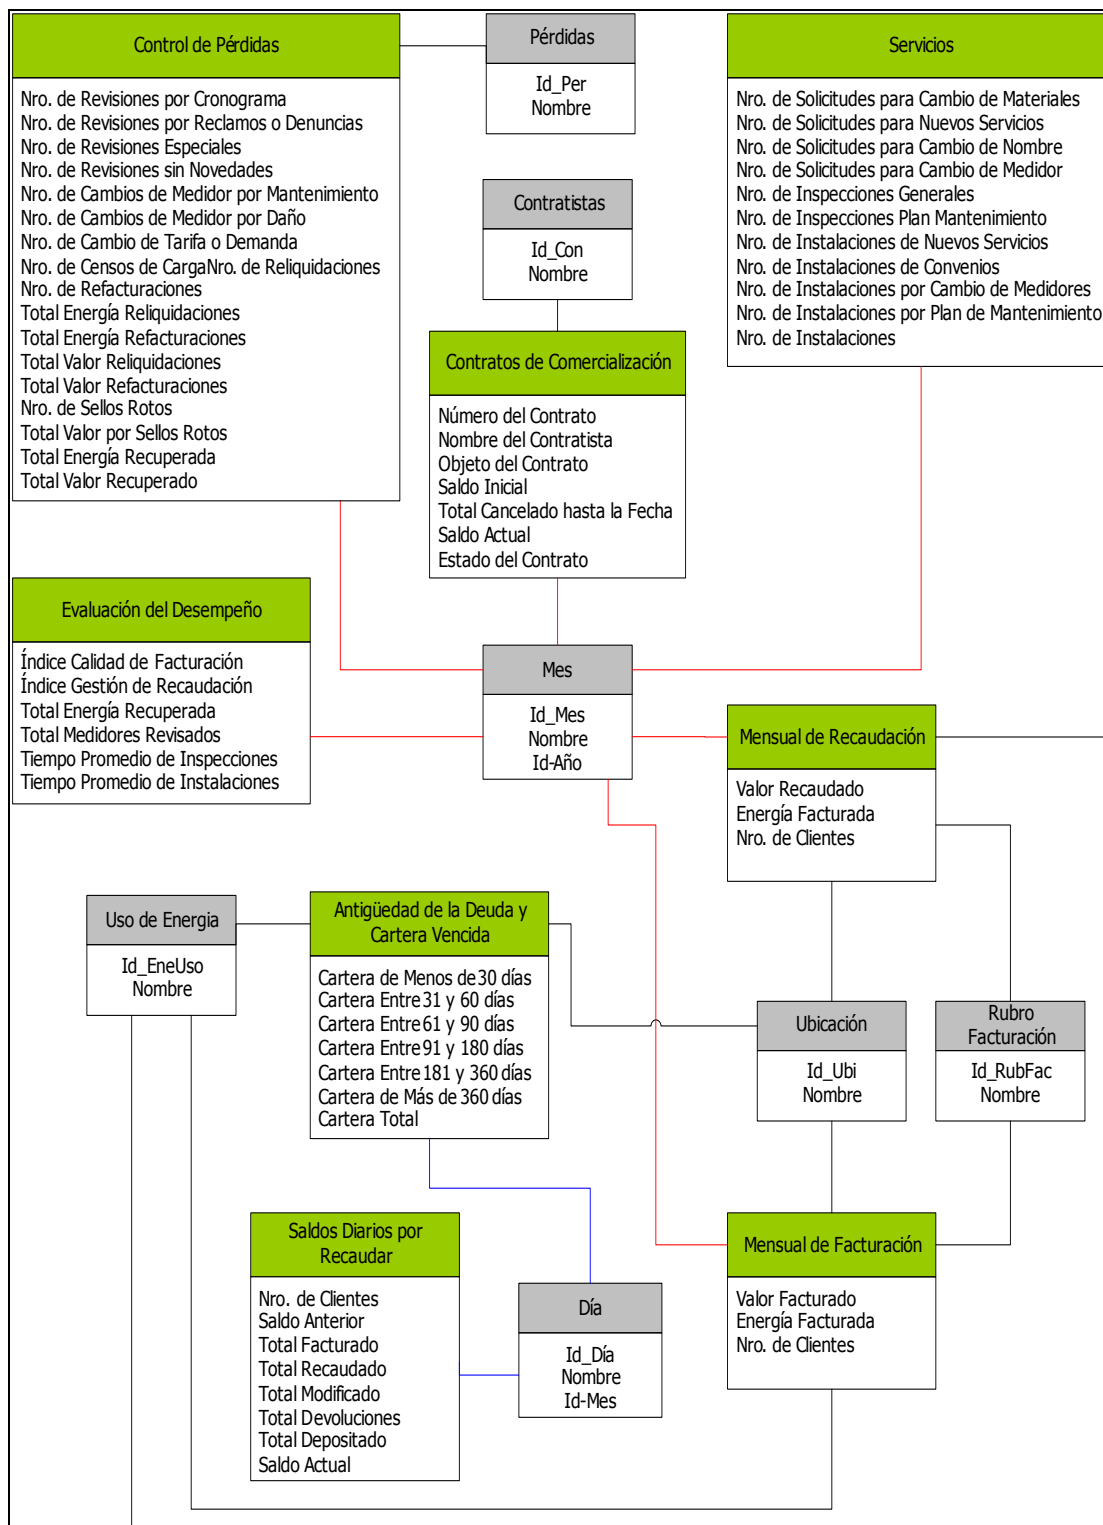 Control de Pérdidas
Nro. de Revisiones por Cronograma
Nro. de Revisiones por Reclamos o Denuncias
Nro. de Revisiones Especiales
Nro. de Revisiones sin Novedades
Nro. de Cambios de Medidor por Mantenimiento
Nro. de Cambios de Medidor por Daño
Nro. de Cambio de Tarifa o Demanda
Nro. de Censos de CargaNro. de Reliquidaciones
Nro. de Refacturaciones
Total Energía Reliquidaciones
Total Energía Refacturaciones
Total Valor Reliquidaciones
Total Valor Refacturaciones
Nro. de Sellos Rotos
Total Valor por Sellos Rotos
Total Energía Recuperada
Total Valor Recuperado
Pérdidas
Id_Per
Nombre
Servicios
Nro. de Solicitudes para Cambio de Materiales
Nro. de Solicitudes para Nuevos Servicios
Nro. de Solicitudes para Cambio de Nombre
Nro. de Solicitudes para Cambio de Medidor
Nro. de Inspecciones Generales
Nro. de Inspecciones Plan Mantenimiento
Nro. de Instalaciones de Nuevos Servicios
Nro. de Instalaciones de Convenios
Nro. de Instalaciones por Cambio de Medidores
Nro. de Instalaciones por Plan de Mantenimiento
Nro. de Instalaciones
Contratistas
Id_Con
Nombre
Contratos de Comercialización
Número del Contrato
Nombre del Contratista
Objeto del Contrato
Saldo Inicial
Total Cancelado hasta la Fecha
Saldo Actual
Estado del Contrato
Evaluación del Desempeño
Índice Calidad de Facturación
Índice Gestión de Recaudación
Total Energía Recuperada
Total Medidores Revisados
Tiempo Promedio de Inspecciones
Tiempo Promedio de Instalaciones
Mes
Id_Mes
Nombre
Id-Año
Mensual de Recaudación
Valor Recaudado
Energía Facturada
Nro. de Clientes
Uso de Energia
Id_EneUso
Nombre
Antigüedad de la Deuda y
Cartera Vencida
Cartera de Menos de 30 días
Cartera Entre 31 y 60 días
Cartera Entre 61 y 90 días
Cartera Entre 91 y 180 días
Cartera Entre 181 y 360 días
Cartera de Más de 360 días
Cartera Total
Ubicación
Id_Ubi
Nombre
Rubro
Facturación
Id_RubFac
Nombre
Saldos Diarios por
Recaudar
Nro. de Clientes
Saldo Anterior
Total Facturado
Total Recaudado
Total Modificado
Total Devoluciones
Total Depositado
Saldo Actual
Día
Id_Día
Nombre
Id-Mes
Mensual de Facturación
Valor Facturado
Energía Facturada
Nro. de Clientes